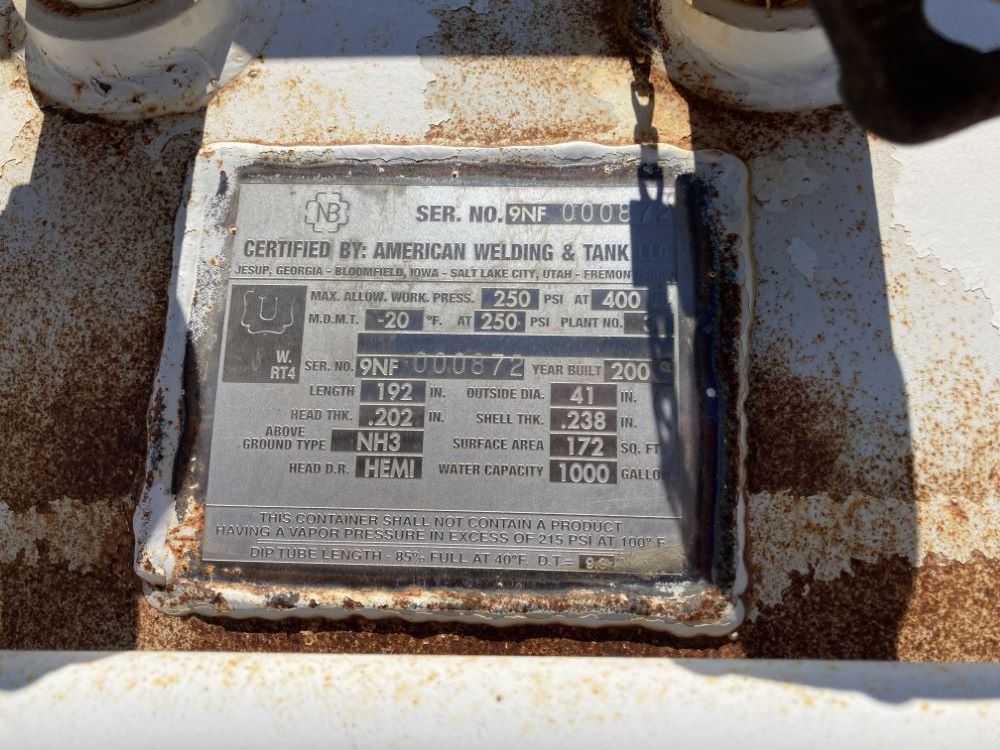 NB SER. NO. 9NF 000872
CERTIFIED BY: AMERICAN WELDING & TANK
JESUP, GEORGIA - BLOOMFIELD, IOWA - SALT LAKE CITY, UTAH - FREMONT,
U MAX. ALLOW. WORK. PRESS. 250 PSI AT 400
M.D.M.T. -20 °F. AT 250 PSI PLANT NO.
W.
RT4 SER. NO. 9NF 000872 YEAR BUILT
LENGTH 192 IN. OUTSIDE DIA. 41 IN.
HEAD THK. .202 IN. SHELL THK. .238 IN.
ABOVE
GROUND TYPE NH3 SURFACE AREA 172 SQ. FT
HEAD D.R. HEMI WATER CAPACITY 1000
THIS CONTAINER SHALL NOT CONTAIN A PRODUCT
HAVING A VAPOR PRESSURE IN EXCESS OF 215 PSI AT 100° F.
DIP TUBE LENGTH - 85% FULL AT 40°F. D.T.=